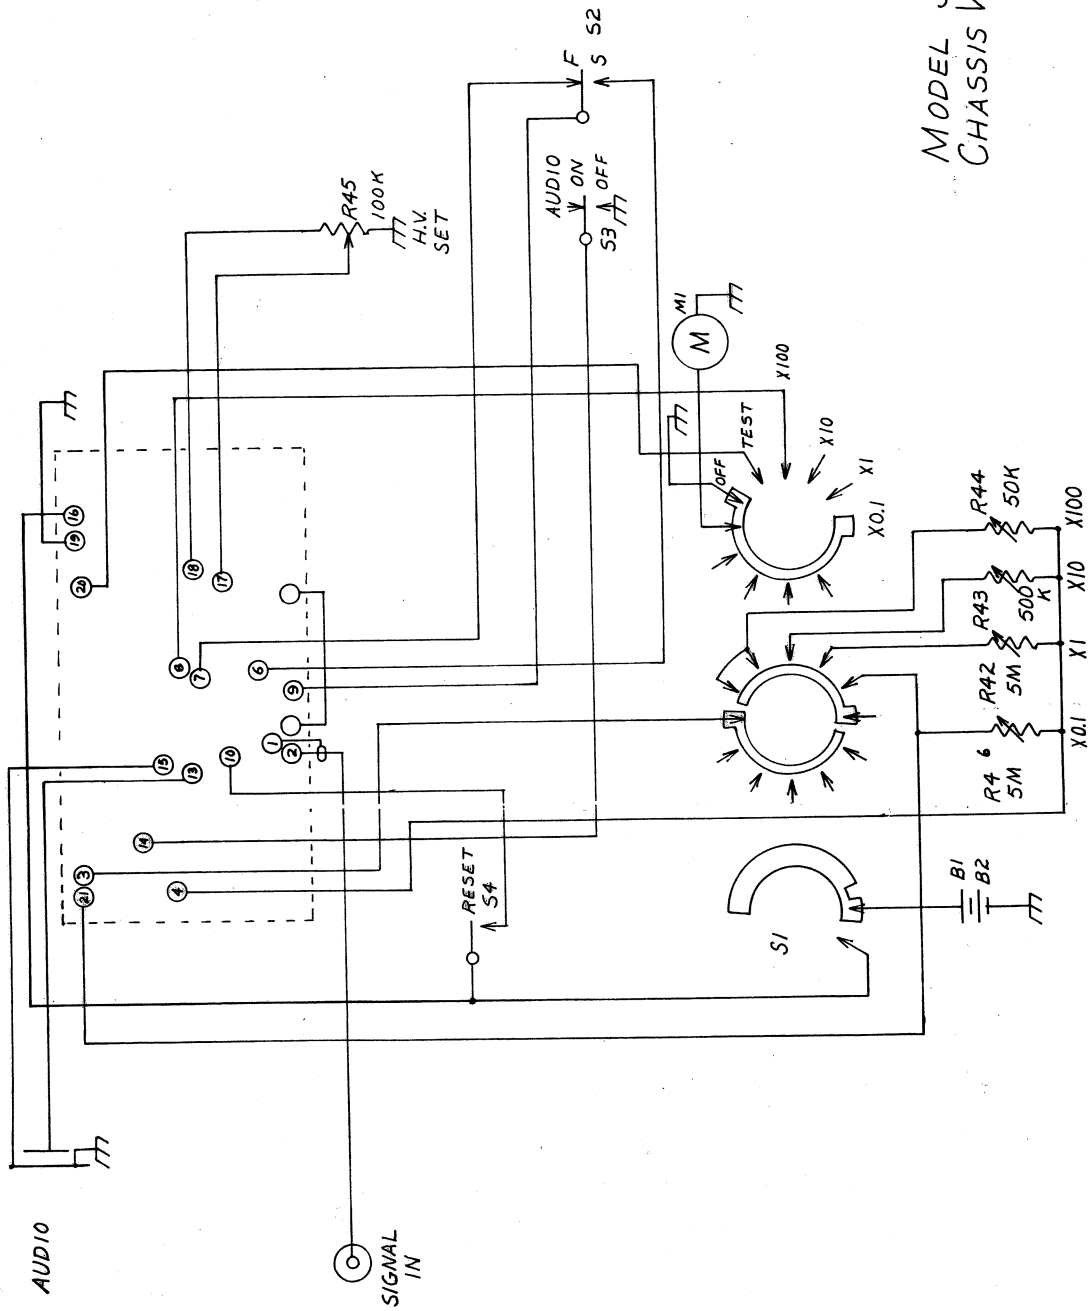 MODEL
CHASSIS
S2
F
S
AUDIO
ON
OFF
S3
R45
100K
H.V.
SET
M1
M
X100
TEST
OFF
X10
X1
X0.1
R44
50K
X100
R43
500
K
X10
R42
5M
X1
R4 6
5M
X0.1
16
19
20
18
17
8
7
6
9
1
2
10
15
13
14
3
21
4
RESET
S4
S1
B1
B2
AUDIO
SIGNAL
IN